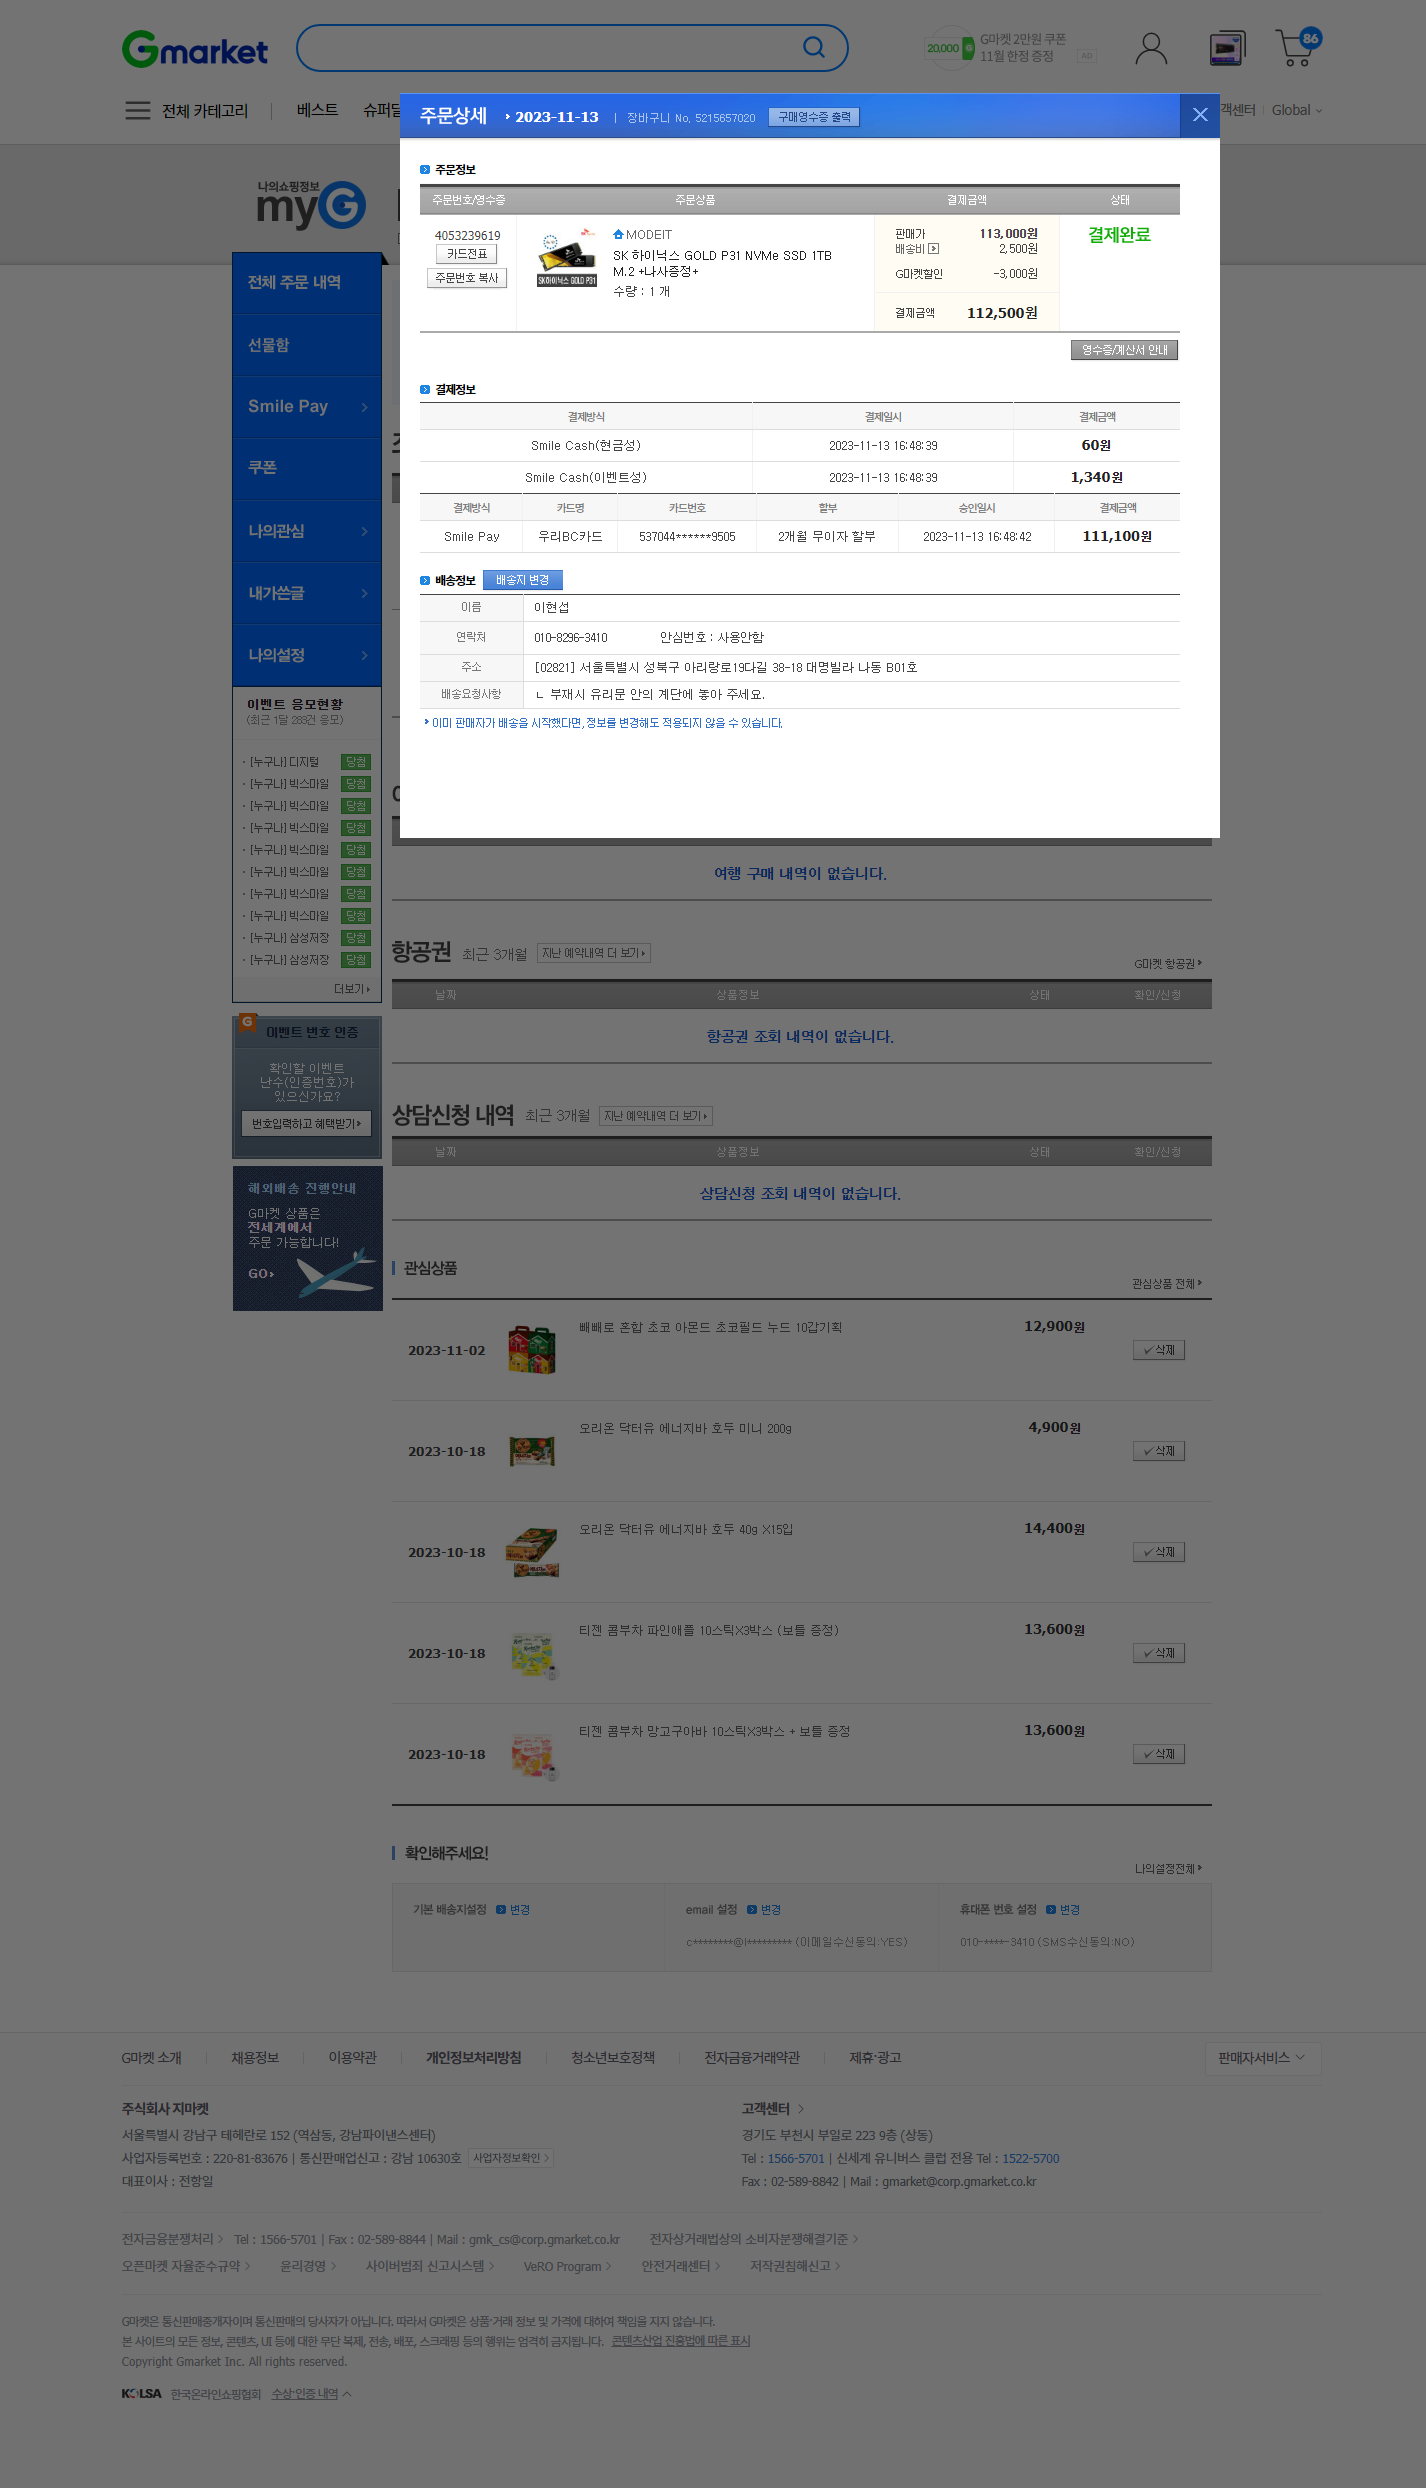 Gmarket
20,000
G마켓 2만원 쿠폰
11월 한정 증정
AD
86
전체 카테고리
베스트
슈퍼딜
객센터
Global
나의쇼핑정보
myG
주문상세
2023-11-13
장바구니 No. 5215657020
구매영수증 출력
주문정보
주문번호/영수증 주문상품 결제금액 상태
4053239619
카드전표
주문번호 복사
SK하이닉스 GOLD P31
MODEIT
SK 하이닉스 GOLD P31 NVMe SSD 1TB
M.2 +나사증정+
수량 : 1 개
판매가 113,000원
배송비 2,500원
G마켓할인 -3,000원
결제금액 112,500원
결제완료
영수증/계산서 안내
결제정보
결제방식 결제일시 결제금액
Smile Cash(현금성) 2023-11-13 16:48:39 60원
Smile Cash(이벤트성) 2023-11-13 16:48:39 1,340원
결제방식 카드명 카드번호 할부 승인일시 결제금액
Smile Pay 우리BC카드 537044******9505 2개월 무이자 할부 2023-11-13 16:48:42 111,100원
배송정보 배송지 변경
이름 이현섭
연락처 010-8296-3410 안심번호 : 사용안함
주소 [02821] 서울특별시 성북구 아리랑로19다길 38-18 대명빌라 나동 B01호
배송요청사항 ㄴ 부재시 유리문 안의 계단에 놓아 주세요.
이미 판매자가 배송을 시작했다면, 정보를 변경해도 적용되지 않을 수 있습니다.
전체 주문 내역
선물함
Smile Pay
쿠폰
나의관심
내가쓴글
나의설정
이벤트 응모현황
(최근 1달 283건 응모)
· [누구나] 디지털 당첨
· [누구나] 빅스마일 당첨
· [누구나] 빅스마일 당첨
· [누구나] 빅스마일 당첨
· [누구나] 빅스마일 당첨
· [누구나] 빅스마일 당첨
· [누구나] 빅스마일 당첨
· [누구나] 빅스마일 당첨
· [누구나] 삼성저장 당첨
· [누구나] 삼성저장 당첨
더보기
G
이벤트 번호 인증
확인할 이벤트
난수(인증번호)가
있으신가요?
번호입력하고 혜택받기
해외배송 진행안내
G마켓 상품은
전세계에서
주문 가능합니다!
GO
여행 구매 내역이 없습니다.
항공권 최근 3개월 지난 예약내역 더 보기
G마켓 항공권
날짜 상품정보 상태 확인/신청
항공권 조회 내역이 없습니다.
상담신청 내역 최근 3개월 지난 예약내역 더 보기
날짜 상품정보 상태 확인/신청
상담신청 조회 내역이 없습니다.
관심상품
관심상품 전체
2023-11-02 빼빼로 혼합 초코 아몬드 초코필드 누드 10갑기획 12,900원 삭제
2023-10-18 오리온 닥터유 에너지바 호두 미니 200g 4,900원 삭제
2023-10-18 오리온 닥터유 에너지바 호두 40g X15입 14,400원 삭제
2023-10-18 티젠 콤부차 파인애플 10스틱X3박스 (보틀 증정) 13,600원 삭제
2023-10-18 티젠 콤부차 망고구아바 10스틱X3박스 + 보틀 증정 13,600원 삭제
확인해주세요!
나의설정전체
기본 배송지설정 변경
email 설정 변경
휴대폰 번호 설정 변경
c********@l********* (이메일수신동의:YES)
010-****-3410 (SMS수신동의:NO)
G마켓 소개 채용정보 이용약관 개인정보처리방침 청소년보호정책 전자금융거래약관 제휴·광고 판매자서비스
주식회사 지마켓
서울특별시 강남구 테헤란로 152 (역삼동, 강남파이낸스센터)
사업자등록번호 : 220-81-83676 | 통신판매업신고 : 강남 10630호 사업자정보확인
대표이사 : 전항일
고객센터
경기도 부천시 부일로 223 9층 (상동)
Tel : 1566-5701 | 신세계 유니버스 클럽 전용 Tel : 1522-5700
Fax : 02-589-8842 | Mail : gmarket@corp.gmarket.co.kr
전자금융분쟁처리 Tel : 1566-5701 | Fax : 02-589-8844 | Mail : gmk_cs@corp.gmarket.co.kr 전자상거래법상의 소비자분쟁해결기준
오픈마켓 자율준수규약 윤리경영 사이버범죄 신고시스템 VeRO Program 안전거래센터 저작권침해신고
G마켓은 통신판매중개자이며 통신판매의 당사자가 아닙니다. 따라서 G마켓은 상품·거래 정보 및 가격에 대하여 책임을 지지 않습니다.
본 사이트의 모든 정보, 콘텐츠, UI 등에 대한 무단 복제, 전송, 배포, 스크래핑 등의 행위는 엄격히 금지됩니다. 콘텐츠산업 진흥법에 따른 표시
Copyright Gmarket Inc. All rights reserved.
KOLSA 한국온라인쇼핑협회 수상·인증 내역